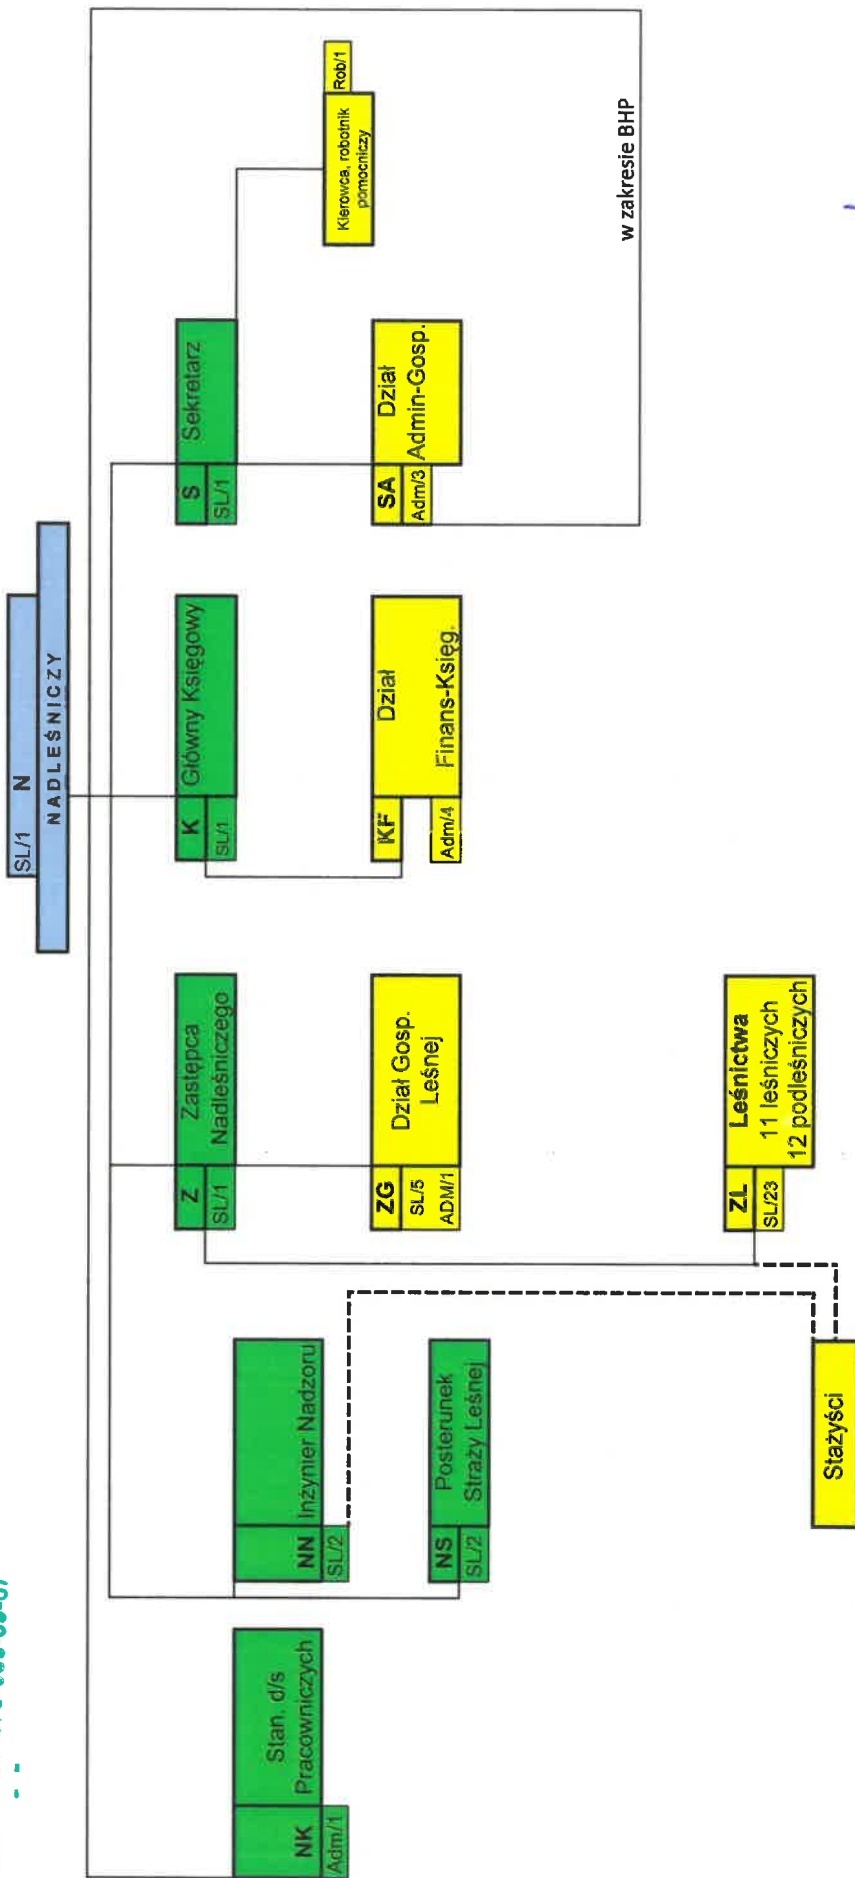 SL/1 N
NADLEŚNICZY
NK
Stan. d/s
Pracowniczych
Adm/1
NN Inżynier Nadzoru
SL/2
NS
Posterunek
Straży Leśnej
SL/2
Z
Zastępca
Nadleśniczego
SL/1
K
Główny Księgowy
SL/1
S
Sekretarz
SL/1
Kierowca, robotnik
pomocniczy
Rob/1
ZG
Dział Gosp.
Leśnej
SL/5
ADM/1
KF
Dział
Finans-Księg.
Adm/4
SA
Dział
Admin-Gosp.
Adm/3
w zakresie BHP
ZL
Leśnictwa
11 leśniczych
12 podleśniczych
SL/23
Stażyści